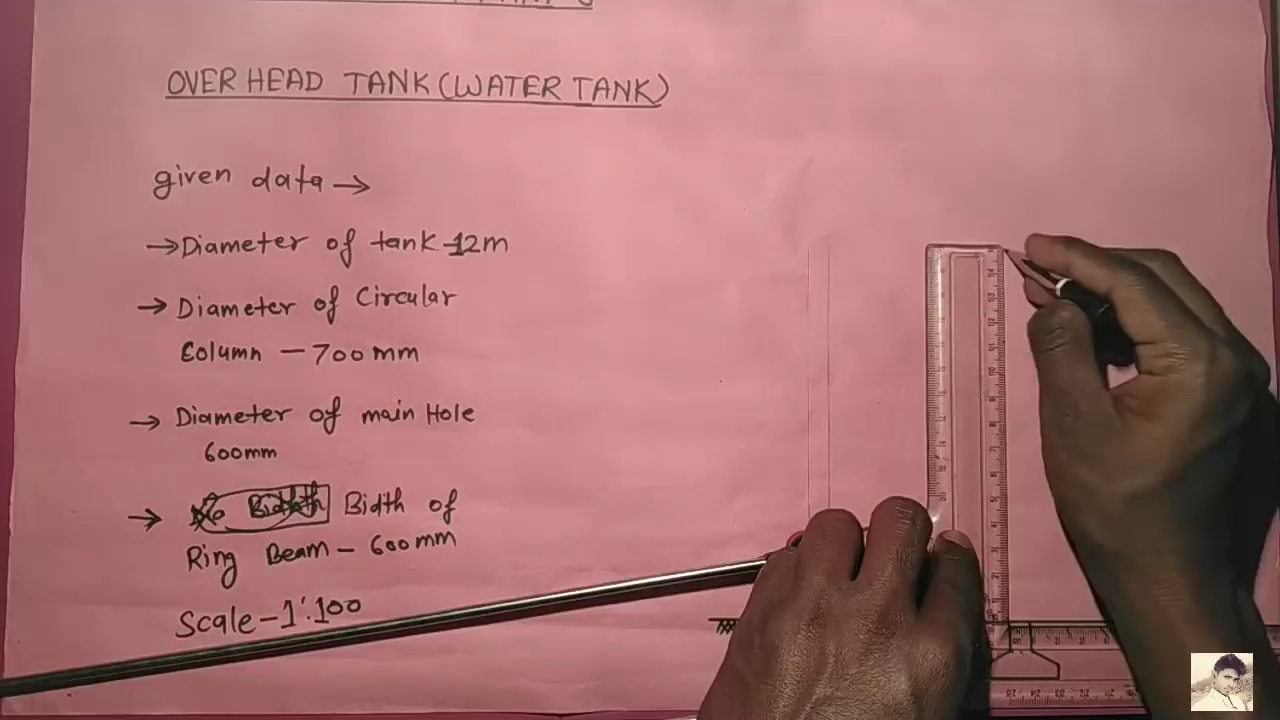 OVER HEAD TANK (WATER TANK)
given data →
→ Diameter of tank - 12m
→ Diameter of Circular
Column - 700 mm
→ Diameter of main Hole
600mm
→ Bidth of
Ring Beam - 600mm
Scale - 1:100